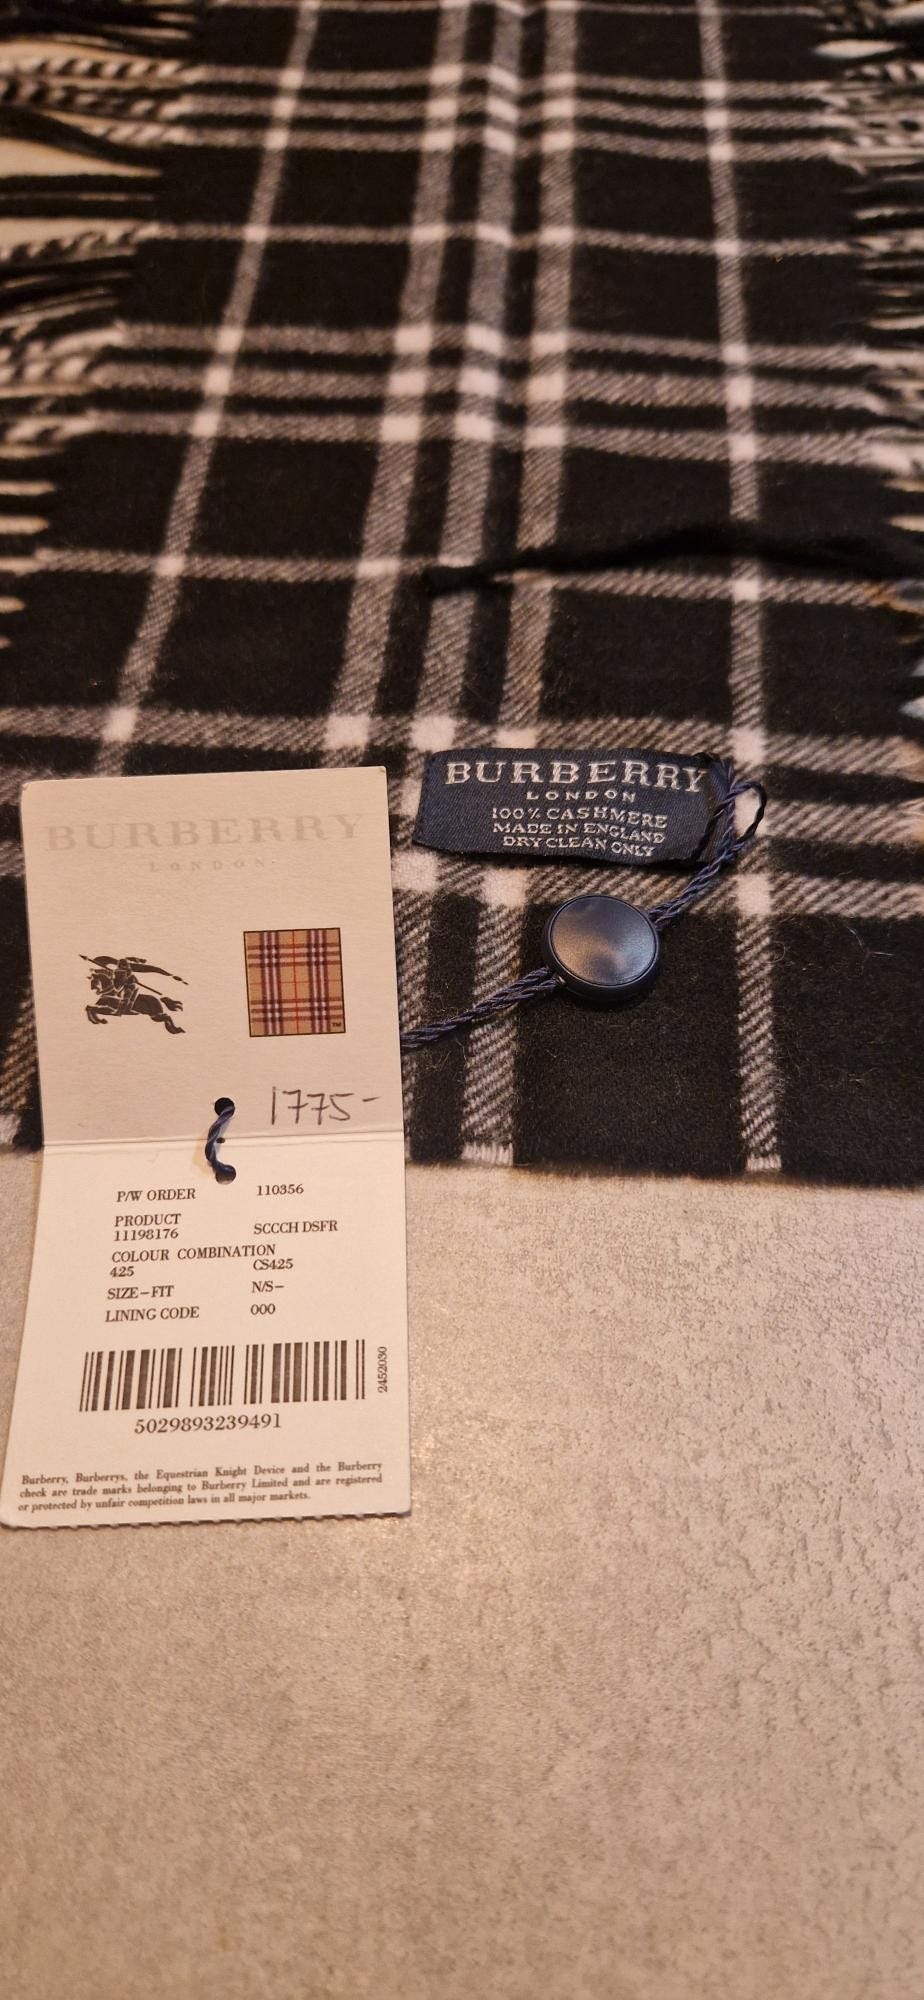 BURBERRY
LONDON
100% CASHMERE
MADE IN ENGLAND
DRY CLEAN ONLY
BURBERRY
LONDON
TM
1775-
P/W ORDER 110356
PRODUCT
11198176 SCCCH DSFR
COLOUR COMBINATION
425 CS425
SIZE-FIT N/S-
LINING CODE 000
2452030
5029893239491
Burberry, Burberrys, the Equestrian Knight Device and the Burberry
check are trade marks belonging to Burberry Limited and are registered
or protected by unfair competition laws in all major markets.